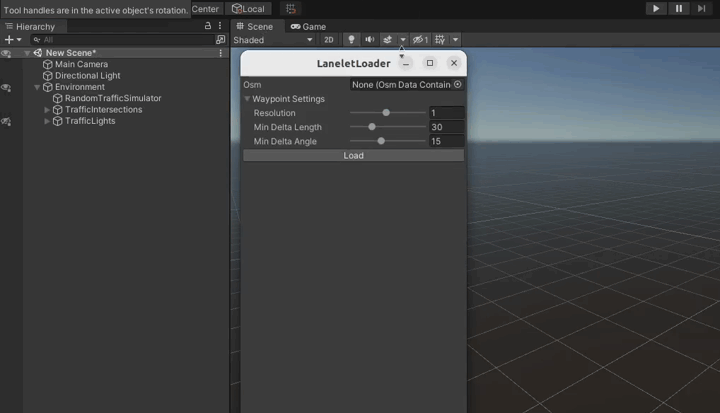 Tool handles are in the active object's rotation.
Center
Local
Hierarchy
All
New Scene*
Main Camera
Directional Light
Environment
RandomTrafficSimulator
TrafficIntersections
TrafficLights
Scene
Game
Shaded
2D
1
LaneletLoader
Osm
None (Osm Data Contain
Waypoint Settings
Resolution
1
Min Delta Length
30
Min Delta Angle
15
Load